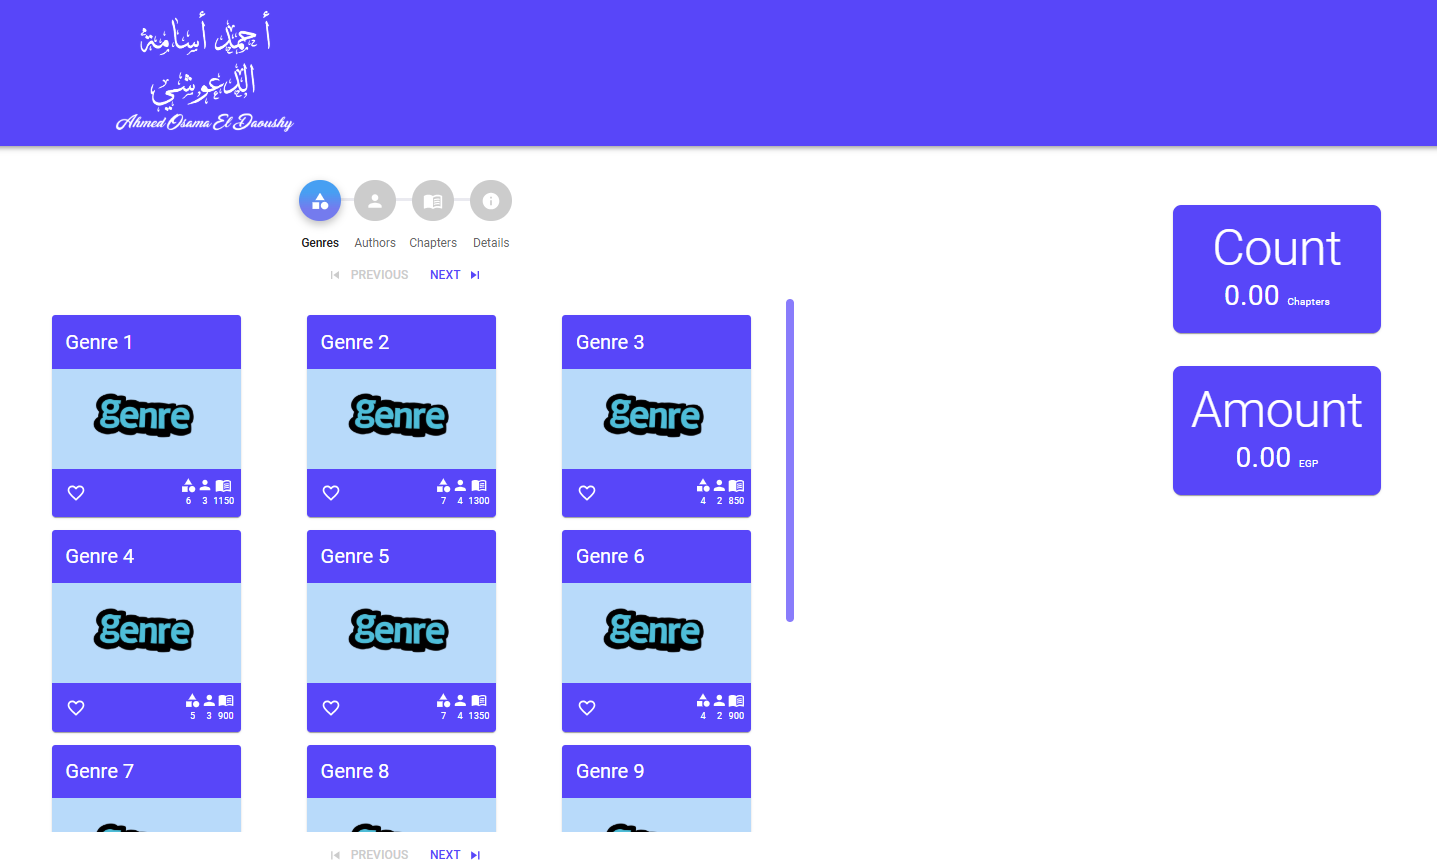 أحمد أسامة
الدعوشي
Ahmed Osama El Daoushy
Genres Authors Chapters Details
PREVIOUS NEXT
Genre 1
genre
6 3 1150
Genre 2
genre
7 4 1300
Genre 3
genre
4 2 850
Genre 4
genre
5 3 900
Genre 5
genre
7 4 1350
Genre 6
genre
4 2 900
Genre 7
Genre 8
Genre 9
PREVIOUS NEXT
Count
0.00 Chapters
Amount
0.00 EGP